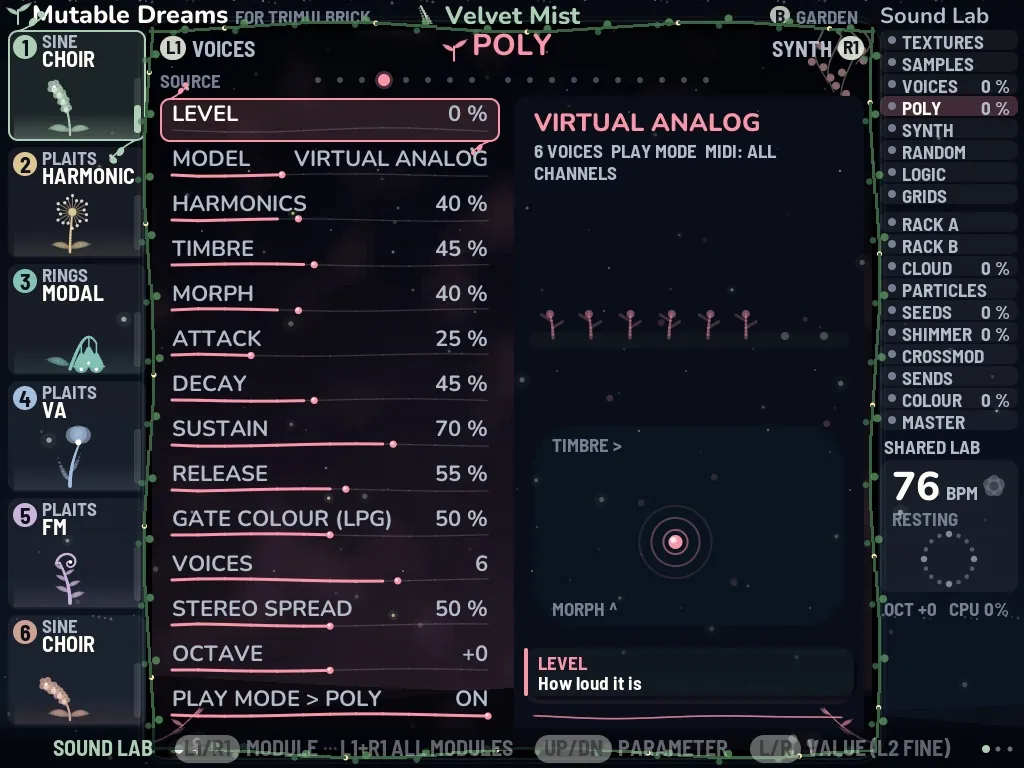 Mutable Dreams FOR TRIMUI BRICK
Velvet Mist
B GARDEN
Sound Lab
1 SINE
CHOIR
2 PLAITS
HARMONIC
3 RINGS
MODAL
4 PLAITS
VA
5 PLAITS
FM
6 SINE
CHOIR
L1 VOICES
POLY
SYNTH R1
SOURCE
LEVEL 0 %
MODEL VIRTUAL ANALOG
HARMONICS 40 %
TIMBRE 45 %
MORPH 40 %
ATTACK 25 %
DECAY 45 %
SUSTAIN 70 %
RELEASE 55 %
GATE COLOUR (LPG) 50 %
VOICES 6
STEREO SPREAD 50 %
OCTAVE +0
PLAY MODE > POLY ON
VIRTUAL ANALOG
6 VOICES PLAY MODE MIDI: ALL
CHANNELS
TIMBRE >
MORPH ^
LEVEL
How loud it is
TEXTURES
SAMPLES
VOICES 0 %
POLY 0 %
SYNTH
RANDOM
LOGIC
GRIDS
RACK A
RACK B
CLOUD 0 %
PARTICLES
SEEDS 0 %
SHIMMER 0 %
CROSSMOD
SENDS
COLOUR 0 %
MASTER
SHARED LAB
76 BPM
RESTING
OCT +0 CPU 0%
SOUND LAB L1/R1 MODULE L1+R1 ALL MODULES UP/DN PARAMETER L/R VALUE (L2 FINE)